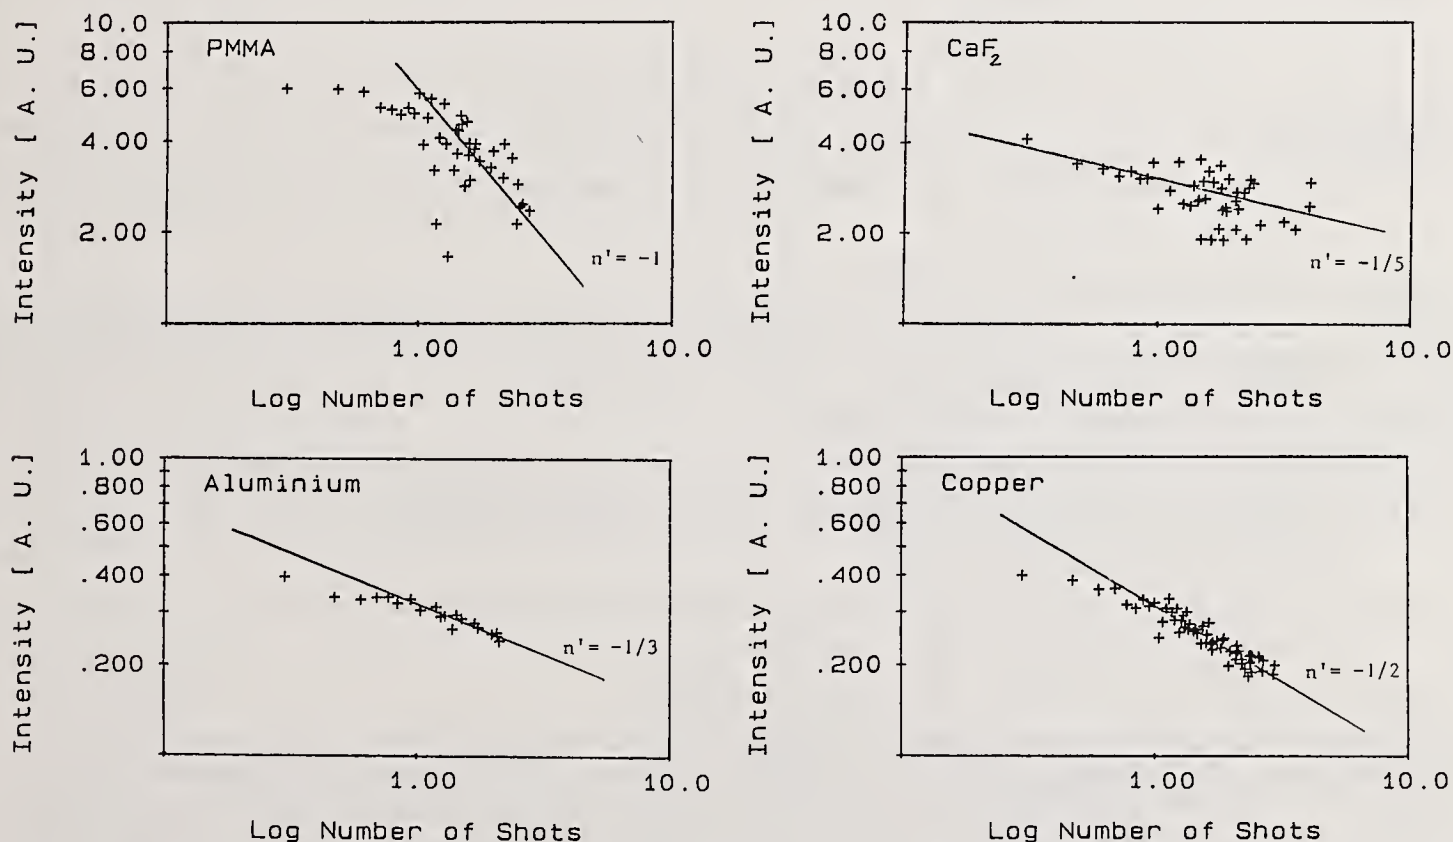 PMMA
10.0
8.00
6.00
4.00
2.00
Intensity [ A. U.]
n'= -1
1.00 10.0
Log Number of Shots
CaF2
10.0
8.00
6.00
4.00
2.00
Intensity [ A. U.]
n'= -1/5
1.00 10.0
Log Number of Shots
Aluminium
1.00
.800
.600
.400
.200
Intensity [ A. U.]
n'= -1/3
1.00 10.0
Log Number of Shots
Copper
1.00
.800
.600
.400
.200
Intensity [ A. U.]
n'= -1/2
1.00 10.0
Log Number of Shots